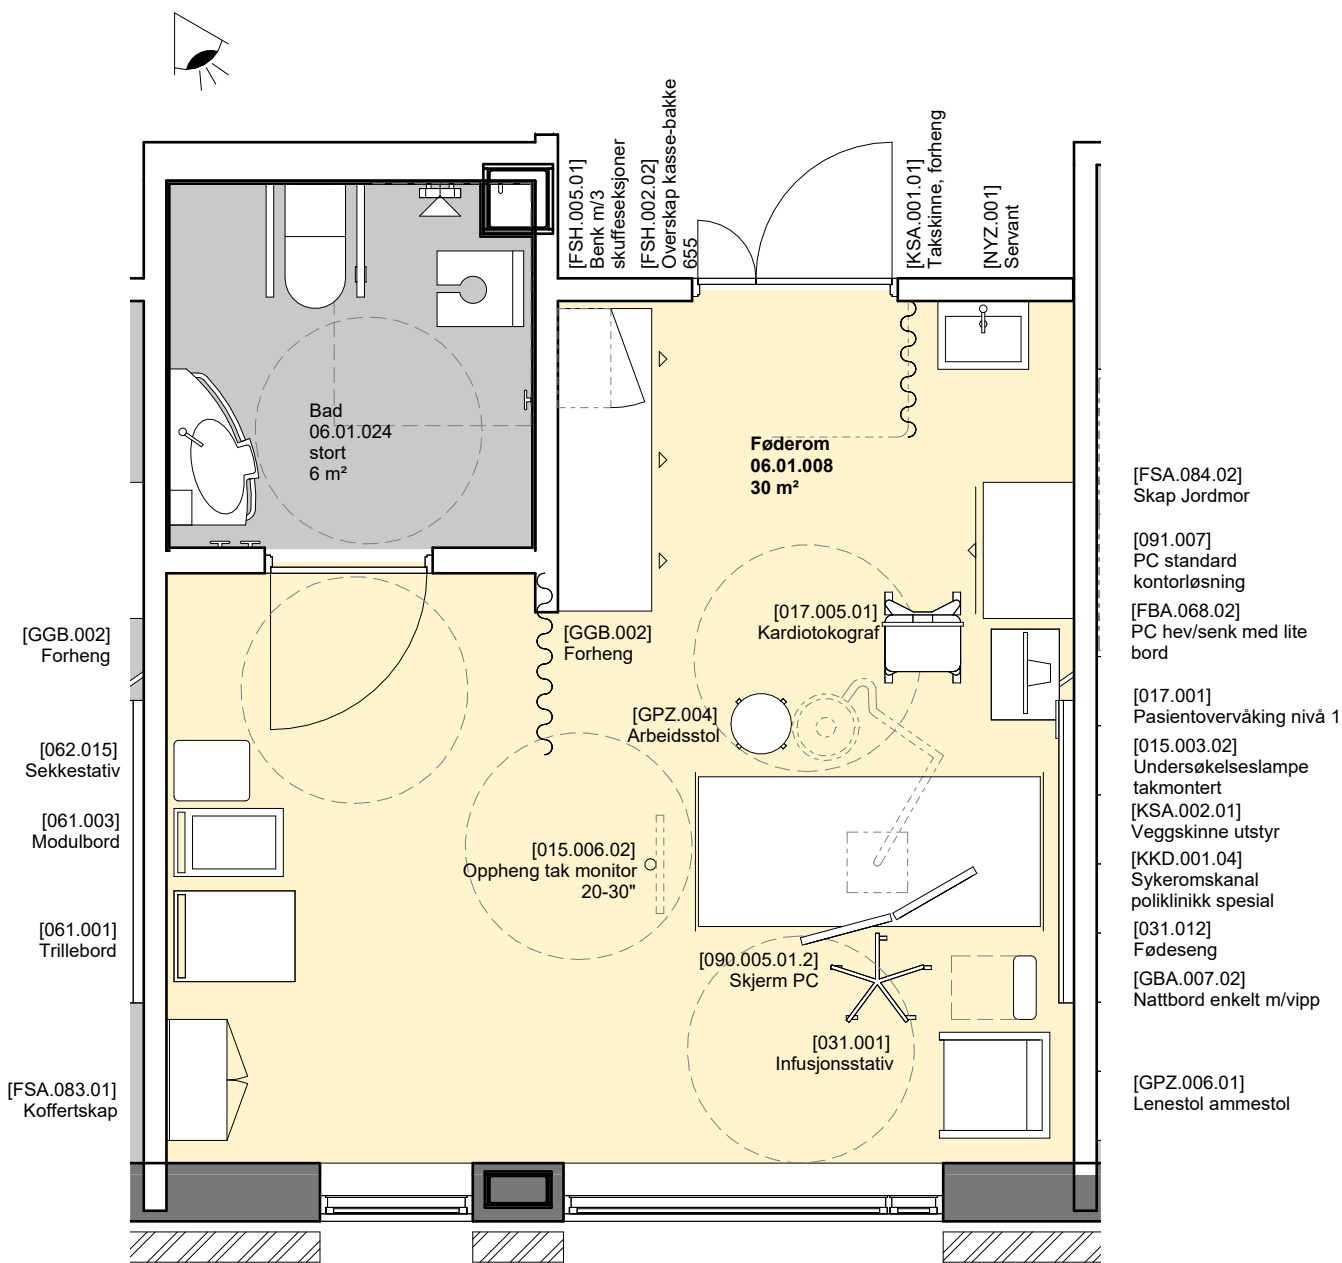 [FSH.005.01]
Benk m/3
skuffeseksjoner
[FSH.002.02]
Overskap kasse-bakke
655
[KSA.001.01]
Takskinne, forheng
[NYZ.001]
Servant
Bad
06.01.024
stort
6 m²
Føderom
06.01.008
30 m²
[GGB.002]
Forheng
[062.015]
Sekkestativ
[061.003]
Modulbord
[061.001]
Trillebord
[FSA.083.01]
Koffertskap
[GGB.002]
Forheng
[017.005.01]
Kardiotokograf
[GPZ.004]
Arbeidsstol
[015.006.02]
Oppheng tak monitor
20-30"
[090.005.01.2]
Skjerm PC
[031.001]
Infusjonsstativ
[FSA.084.02]
Skap Jordmor
[091.007]
PC standard
kontorløsning
[FBA.068.02]
PC hev/senk med lite
bord
[017.001]
Pasientovervåking nivå 1
[015.003.02]
Undersøkelseslampe
takmontert
[KSA.002.01]
Veggskinne utstyr
[KKD.001.04]
Sykeromskanal
poliklinikk spesial
[031.012]
Fødeseng
[GBA.007.02]
Nattbord enkelt m/vipp
[GPZ.006.01]
Lenestol ammestol